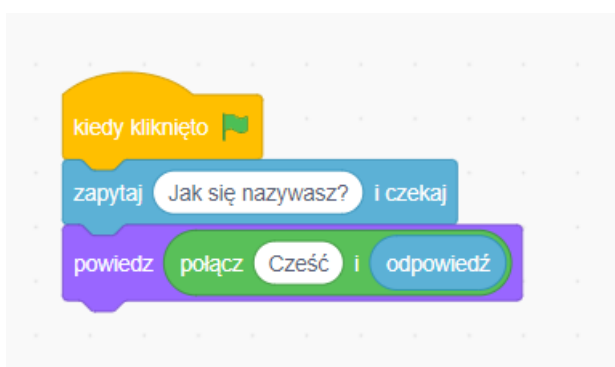 kiedy kliknięto
zapytaj Jak się nazywasz? i czekaj
powiedz połącz Cześć i odpowiedź